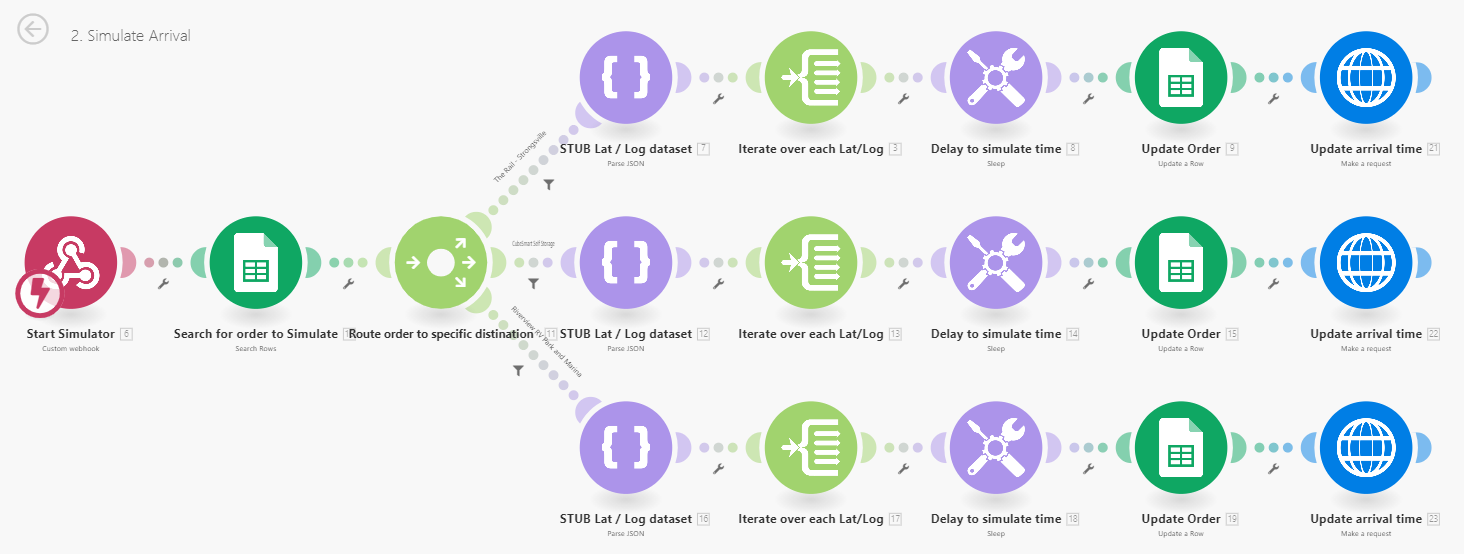 2. Simulate Arrival
The Rail - Strongsville
STUB Lat / Log dataset 7
Parse JSON
Iterate over each Lat/Log 3
Delay to simulate time 8
Sleep
Update Order 9
Update a Row
Update arrival time 21
Make a request
Start Simulator 6
Custom webhook
Search for order to Simulate
Search Rows
Route order to specific distination 11
CubeSmart Self Storage
STUB Lat / Log dataset 12
Parse JSON
Iterate over each Lat/Log 13
Delay to simulate time 14
Sleep
Update Order 15
Update a Row
Update arrival time 22
Make a request
Riverview RV Park and Marina
STUB Lat / Log dataset 16
Parse JSON
Iterate over each Lat/Log 17
Delay to simulate time 18
Sleep
Update Order 19
Update a Row
Update arrival time 23
Make a request